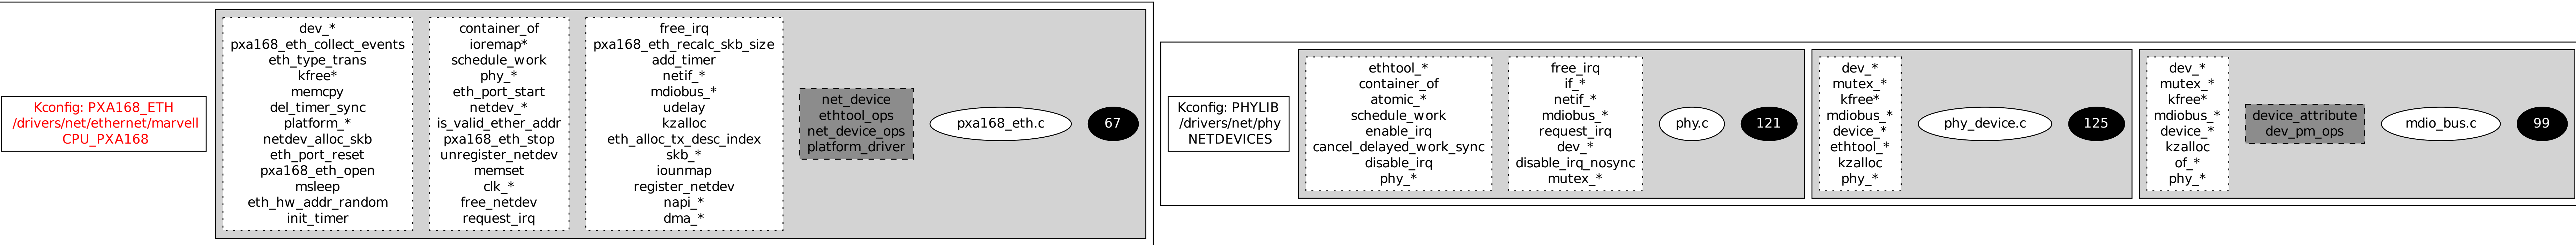 Kconfig: PXA168_ETH
/drivers/net/ethernet/marvell
CPU_PXA168
dev_*
pxa168_eth_collect_events
eth_type_trans
kfree*
memcpy
del_timer_sync
platform_*
netdev_alloc_skb
eth_port_reset
pxa168_eth_open
msleep
eth_hw_addr_random
init_timer
container_of
ioremap*
schedule_work
phy_*
eth_port_start
netdev_*
is_valid_ether_addr
pxa168_eth_stop
unregister_netdev
memset
clk_*
free_netdev
request_irq
free_irq
pxa168_eth_recalc_skb_size
add_timer
netif_*
mdiobus_*
udelay
kzalloc
eth_alloc_tx_desc_index
skb_*
iounmap
register_netdev
napi_*
dma_*
net_device
ethtool_ops
net_device_ops
platform_driver
pxa168_eth.c
67
Kconfig: PHYLIB
/drivers/net/phy
NETDEVICES
ethtool_*
container_of
atomic_*
schedule_work
enable_irq
cancel_delayed_work_sync
disable_irq
phy_*
free_irq
if_*
netif_*
mdiobus_*
request_irq
dev_*
disable_irq_nosync
mutex_*
phy.c
121
dev_*
mutex_*
kfree*
mdiobus_*
device_*
ethtool_*
kzalloc
phy_*
phy_device.c
125
dev_*
mutex_*
kfree*
mdiobus_*
device_*
kzalloc
of_*
phy_*
device_attribute
dev_pm_ops
mdio_bus.c
99